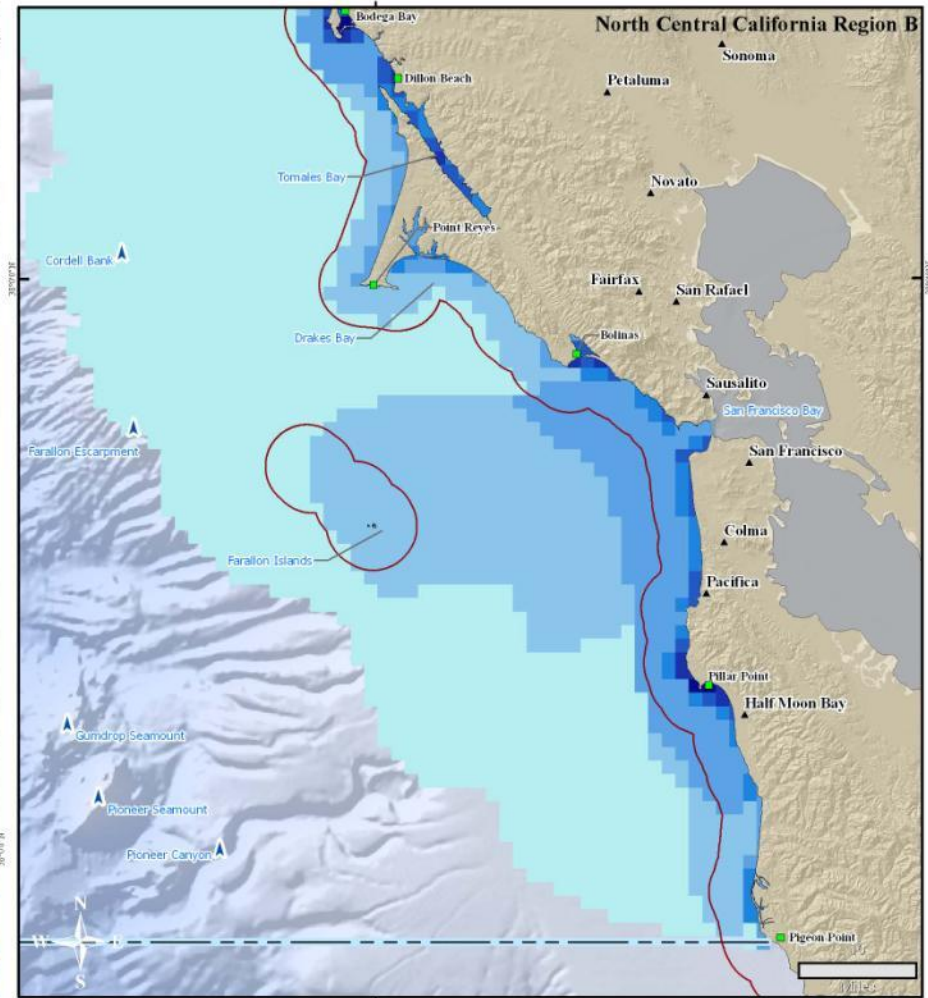 North Central California Region B
Bodega Bay
Sonoma
Dillon Beach
Petaluma
Tomales Bay
Novato
Point Reyes
Cordell Bank
Fairfax
San Rafael
Drakes Bay
Bolinas
Sausalito
San Francisco Bay
Farallon Escarpment
San Francisco
Colma
Farallon Islands
Pacifica
Pillar Point
Half Moon Bay
Gumdrop Seamount
Pioneer Seamount
Pioneer Canyon
N
W E
S
Pigeon Point